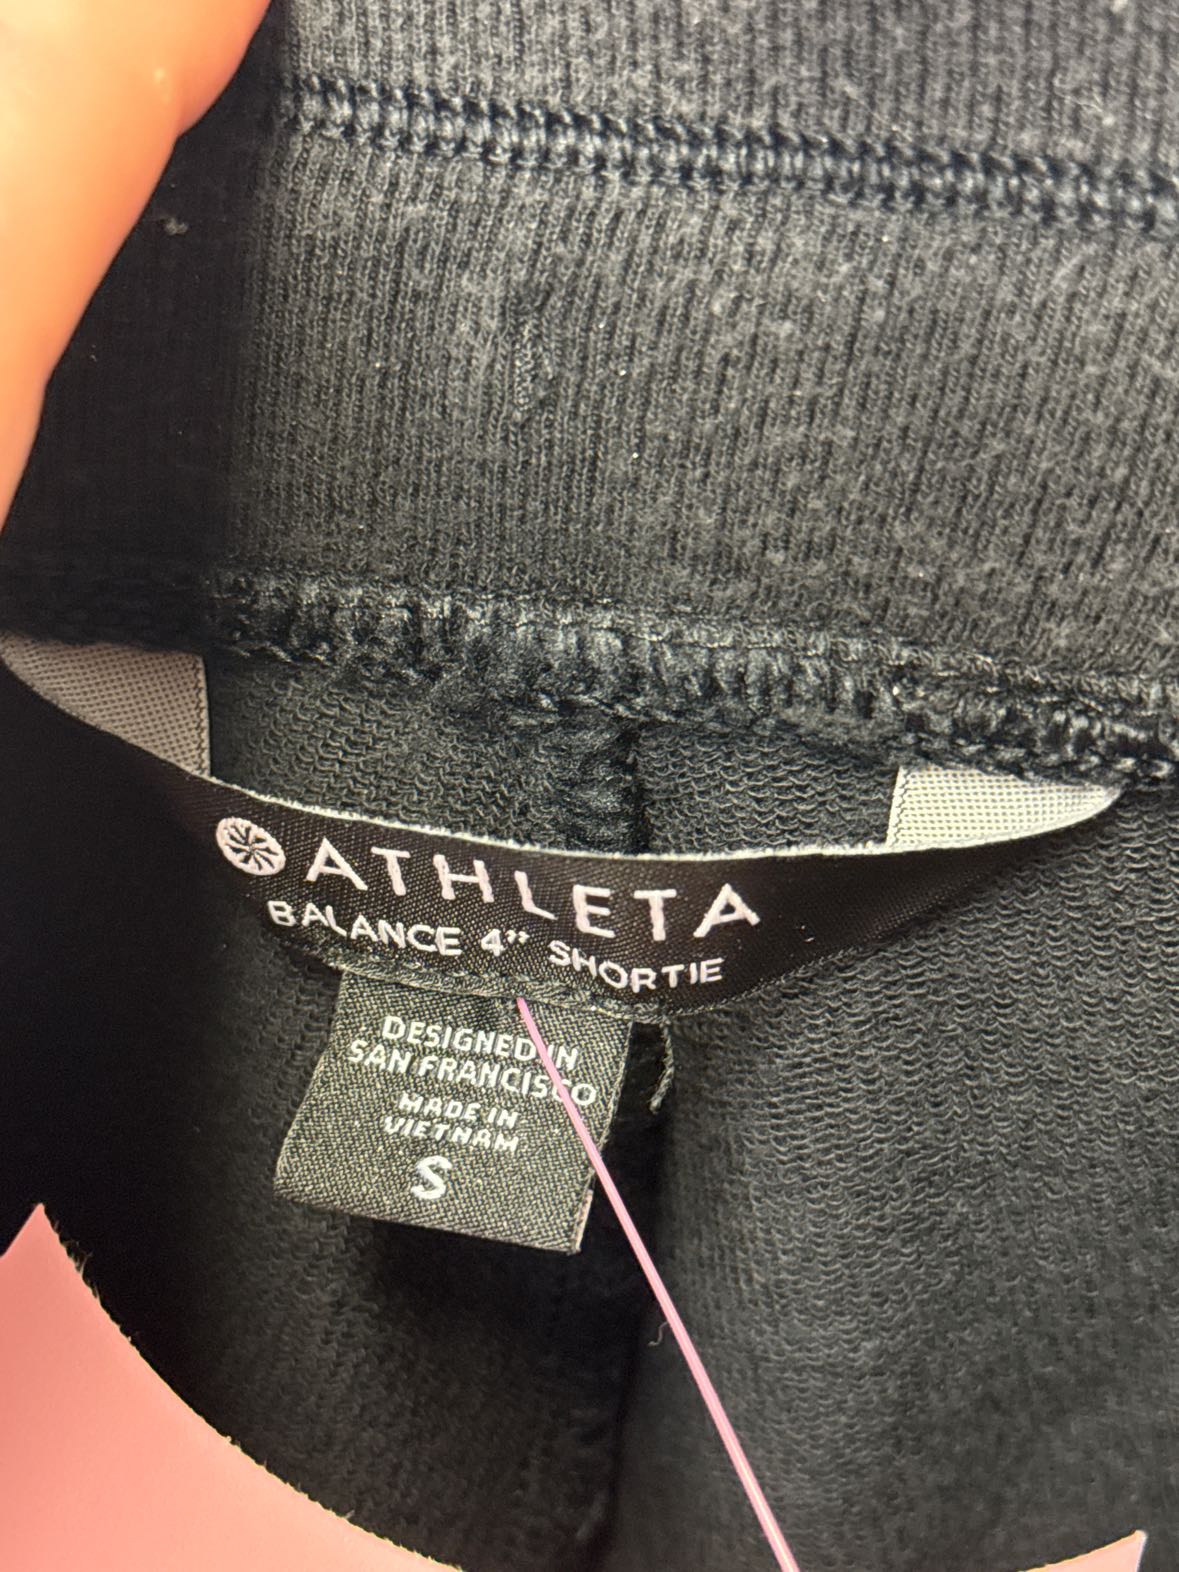 ATHLETA
BALANCE 4" SHORTIE
DESIGNED IN
SAN FRANCISCO
MADE IN
VIETNAM
S